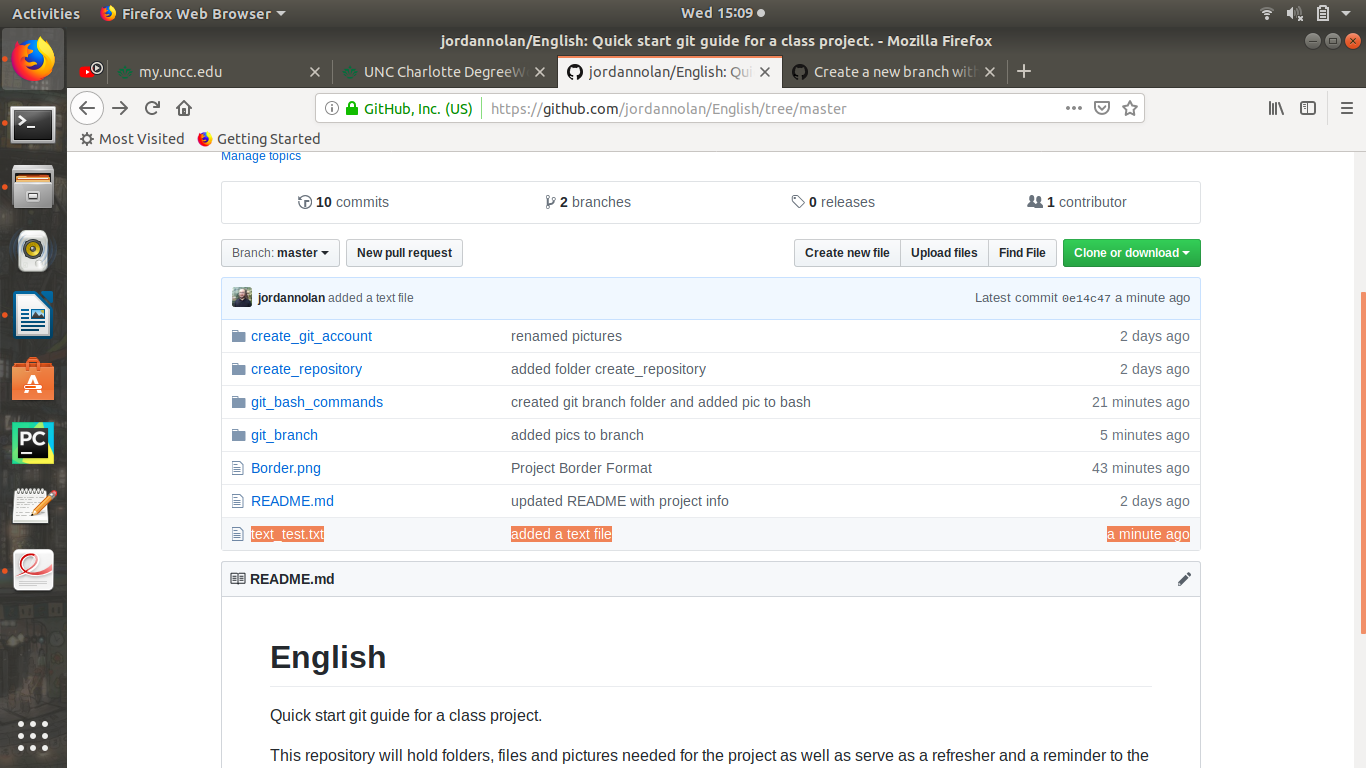 Activities Firefox Web Browser Wed 15:09
jordannolan/English: Quick start git guide for a class project. - Mozilla Firefox
my.uncc.edu UNC Charlotte DegreeW jordannolan/English: Qui Create a new branch with
GitHub, Inc. (US) https://github.com/jordannolan/English/tree/master
Most Visited Getting Started
Manage topics
10 commits 2 branches 0 releases 1 contributor
Branch: master New pull request Create new file Upload files Find File Clone or download
jordannolan added a text file Latest commit 0e14c47 a minute ago
create_git_account renamed pictures 2 days ago
create_repository added folder create_repository 2 days ago
git_bash_commands created git branch folder and added pic to bash 21 minutes ago
git_branch added pics to branch 5 minutes ago
Border.png Project Border Format 43 minutes ago
README.md updated README with project info 2 days ago
text_test.txt added a text file a minute ago
README.md
English
Quick start git guide for a class project.
This repository will hold folders, files and pictures needed for the project as well as serve as a refresher and a reminder to the
PC